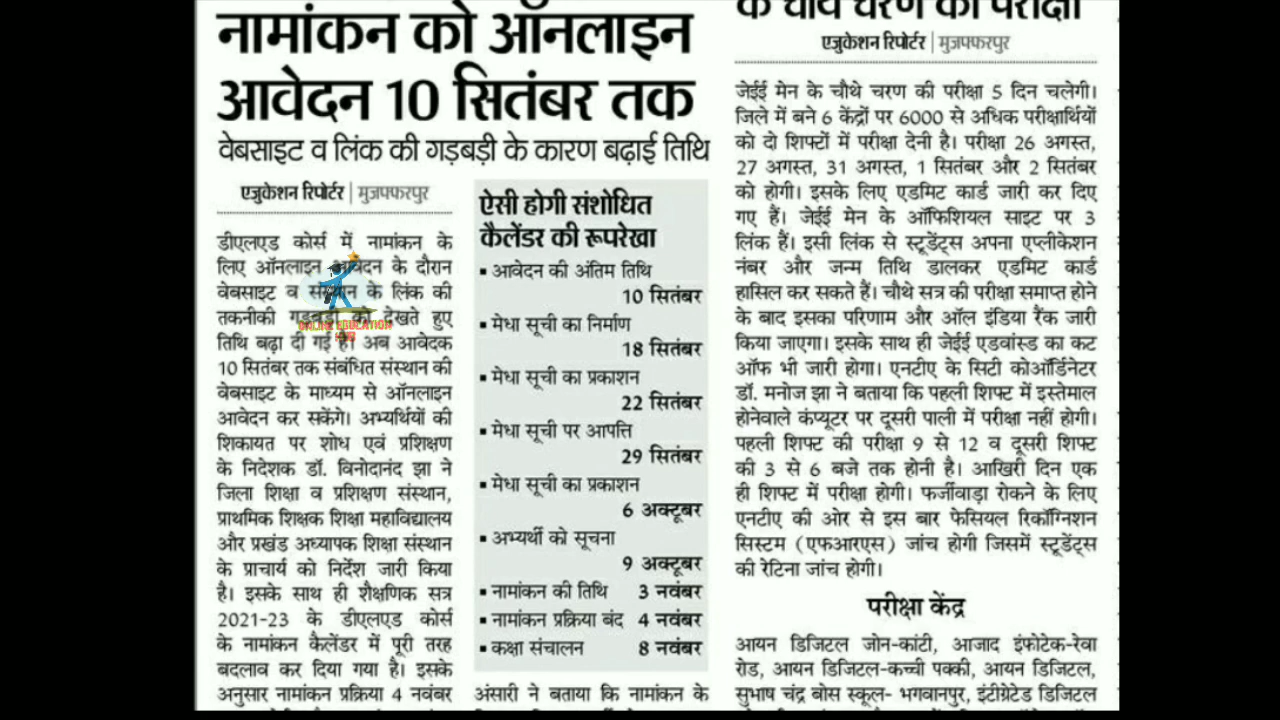 नामांकन को ऑनलाइन
आवेदन 10 सितंबर तक
वेबसाइट व लिंक की गड़बड़ी के कारण बढ़ाई तिथि
एजुकेशन रिपोर्टर | मुजफ्फरपुर
डीएलएड कोर्स में नामांकन के
लिए ऑनलाइन आवेदन के दौरान
वेबसाइट व संस्थान के लिंक की
तकनीकी गड़बड़ी को देखते हुए
तिथि बढ़ा दी गई है। अब आवेदक
10 सितंबर तक संबंधित संस्थान की
वेबसाइट के माध्यम से ऑनलाइन
आवेदन कर सकेंगे। अभ्यर्थियों की
शिकायत पर शोध एवं प्रशिक्षण
के निदेशक डॉ. विनोदानंद झा ने
जिला शिक्षा व प्रशिक्षण संस्थान,
प्राथमिक शिक्षक शिक्षा महाविद्यालय
और प्रखंड अध्यापक शिक्षा संस्थान
के प्राचार्य को निर्देश जारी किया
है। इसके साथ ही शैक्षणिक सत्र
2021-23 के डीएलएड कोर्स
के नामांकन कैलेंडर में पूरी तरह
बदलाव कर दिया गया है। इसके
अनुसार नामांकन प्रक्रिया 4 नवंबर
ONLINE EDUCATION
ऐसी होगी संशोधित
कैलेंडर की रूपरेखा
▪ आवेदन की अंतिम तिथि
10 सितंबर
▪ मेधा सूची का निर्माण
18 सितंबर
▪ मेधा सूची का प्रकाशन
22 सितंबर
▪ मेधा सूची पर आपत्ति
29 सितंबर
▪ मेधा सूची का प्रकाशन
6 अक्टूबर
▪ अभ्यर्थी को सूचना
9 अक्टूबर
▪ नामांकन की तिथि 3 नवंबर
▪ नामांकन प्रक्रिया बंद 4 नवंबर
▪ कक्षा संचालन 8 नवंबर
अंसारी ने बताया कि नामांकन के
के चौथे चरण की परीक्षा
एजुकेशन रिपोर्टर | मुजफ्फरपुर
जेईई मेन के चौथे चरण की परीक्षा 5 दिन चलेगी।
जिले में बने 6 केंद्रों पर 6000 से अधिक परीक्षार्थियों
को दो शिफ्टों में परीक्षा देनी है। परीक्षा 26 अगस्त,
27 अगस्त, 31 अगस्त, 1 सितंबर और 2 सितंबर
को होगी। इसके लिए एडमिट कार्ड जारी कर दिए
गए हैं। जेईई मेन के ऑफिशियल साइट पर 3
लिंक हैं। इसी लिंक से स्टूडेंट्स अपना एप्लीकेशन
नंबर और जन्म तिथि डालकर एडमिट कार्ड
हासिल कर सकते हैं। चौथे सत्र की परीक्षा समाप्त होने
के बाद इसका परिणाम और ऑल इंडिया रैंक जारी
किया जाएगा। इसके साथ ही जेईई एडवांस्ड का कट
ऑफ भी जारी होगा। एनटीए के सिटी कोऑर्डिनेटर
डॉ. मनोज झा ने बताया कि पहली शिफ्ट में इस्तेमाल
होनेवाले कंप्यूटर पर दूसरी पाली में परीक्षा नहीं होगी।
पहली शिफ्ट की परीक्षा 9 से 12 व दूसरी शिफ्ट
की 3 से 6 बजे तक होनी है। आखिरी दिन एक
ही शिफ्ट में परीक्षा होगी। फर्जीवाड़ा रोकने के लिए
एनटीए की ओर से इस बार फेसियल रिकॉग्निशन
सिस्टम (एफआरएस) जांच होगी जिसमें स्टूडेंट्स
की रेटिना जांच होगी।
परीक्षा केंद्र
आयन डिजिटल जोन-कांटी, आजाद इंफोटेक-रेवा
रोड, आयन डिजिटल-कच्ची पक्की, आयन डिजिटल,
सुभाष चंद्र बोस स्कूल- भगवानपुर, इंटीग्रेटेड डिजिटल